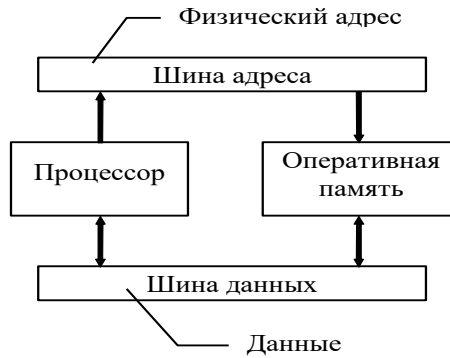 Физический адрес
Шина адреса
Процессор
Оперативная
память
Шина данных
Данные